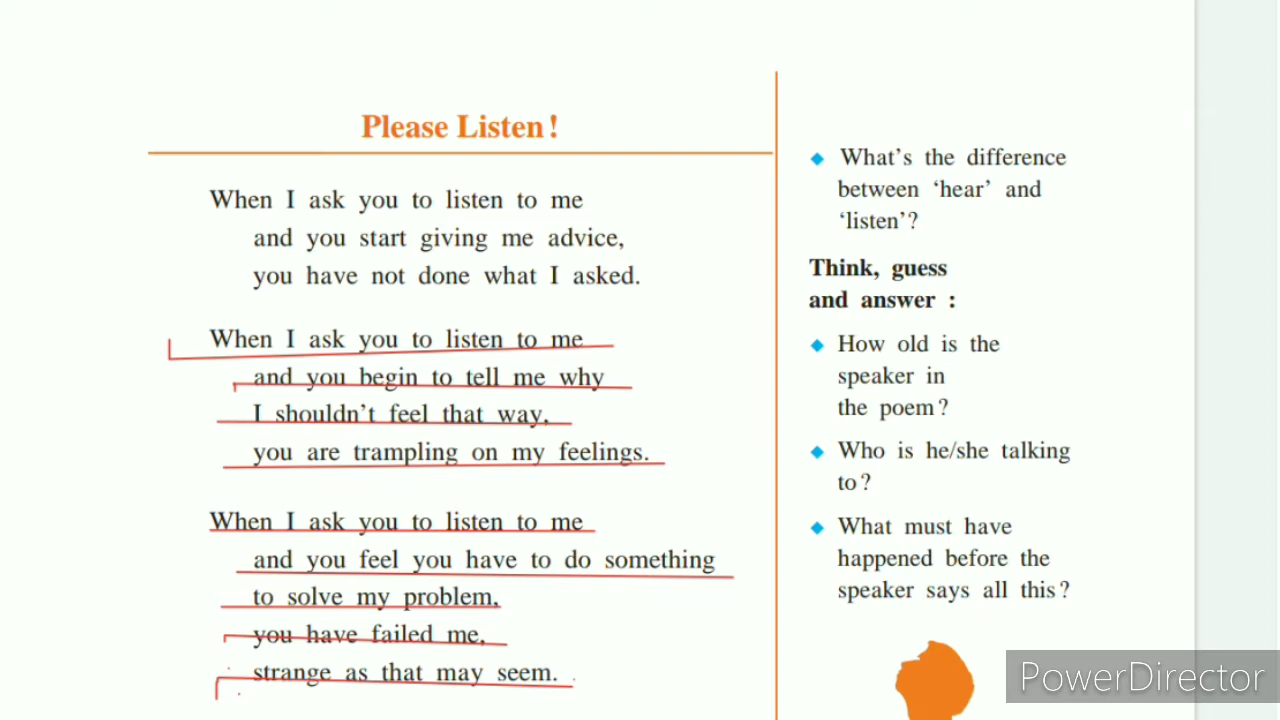 Please Listen!
When I ask you to listen to me
and you start giving me advice,
you have not done what I asked.
When I ask you to listen to me
and you begin to tell me why
I shouldn't feel that way,
you are trampling on my feelings.
When I ask you to listen to me
and you feel you have to do something
to solve my problem,
you have failed me,
strange as that may seem.
◆ What's the difference
between ‘hear’ and
‘listen’?
Think, guess
and answer :
◆ How old is the
speaker in
the poem?
◆ Who is he/she talking
to?
◆ What must have
happened before the
speaker says all this?
PowerDirector